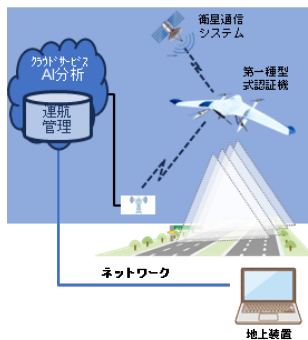 衛星通信
システム
クラウドサービス
AI分析
第一種型
式認証機
運航
管理
ネットワーク
地上装置